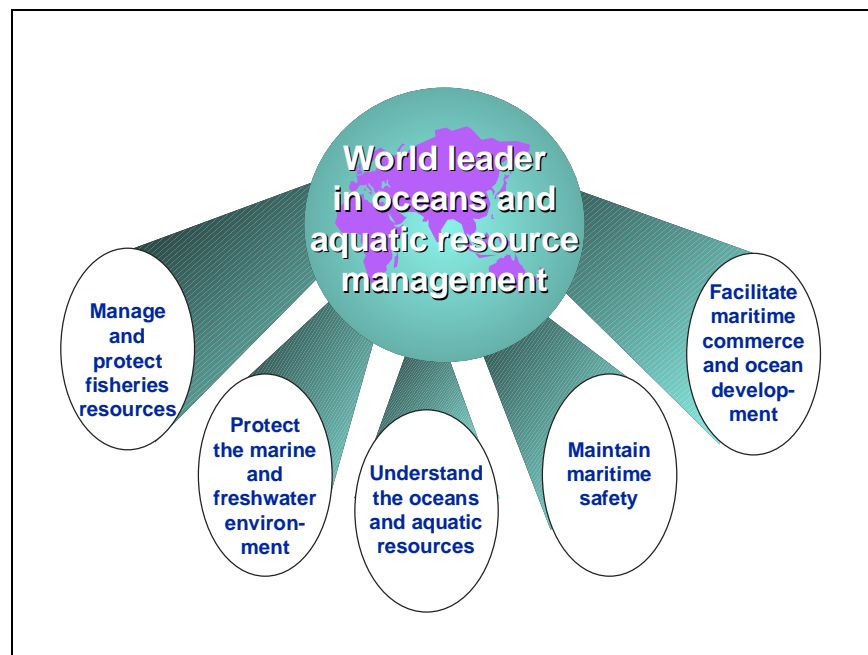 World leader
in oceans and
aquatic resource
management
Manage
and
protect
fisheries
resources
Protect
the marine
and
freshwater
environ-
ment
Understand
the oceans
and aquatic
resources
Maintain
maritime
safety
Facilitate
maritime
commerce
and ocean
develop-
ment